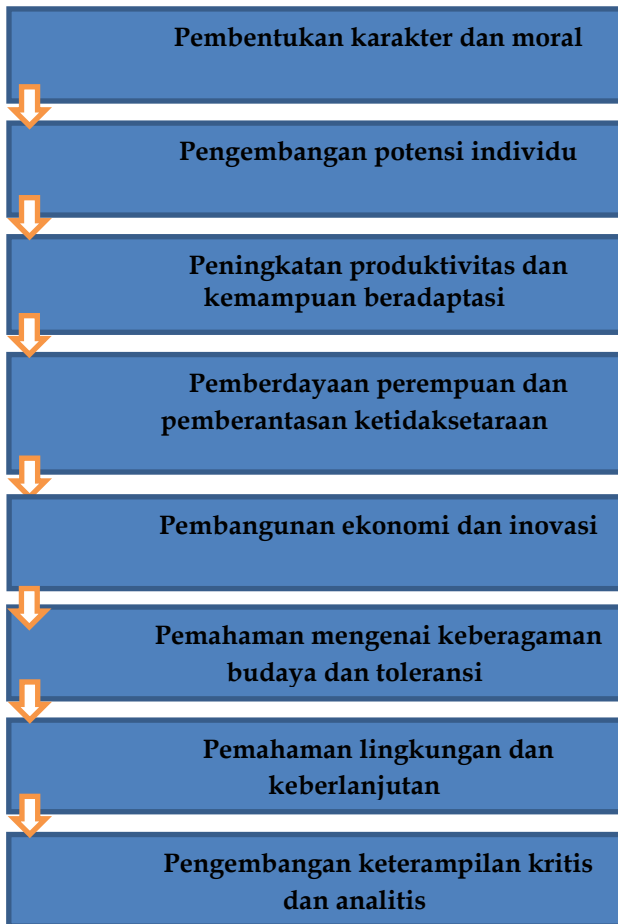 Pembentukan karakter dan moral
Pengembangan potensi individu
Peningkatan produktivitas dan
kemampuan beradaptasi
Pemberdayaan perempuan dan
pemberantasan ketidaksetaraan
Pembangunan ekonomi dan inovasi
Pemahaman mengenai keberagaman
budaya dan toleransi
Pemahaman lingkungan dan
keberlanjutan
Pengembangan keterampilan kritis
dan analitis